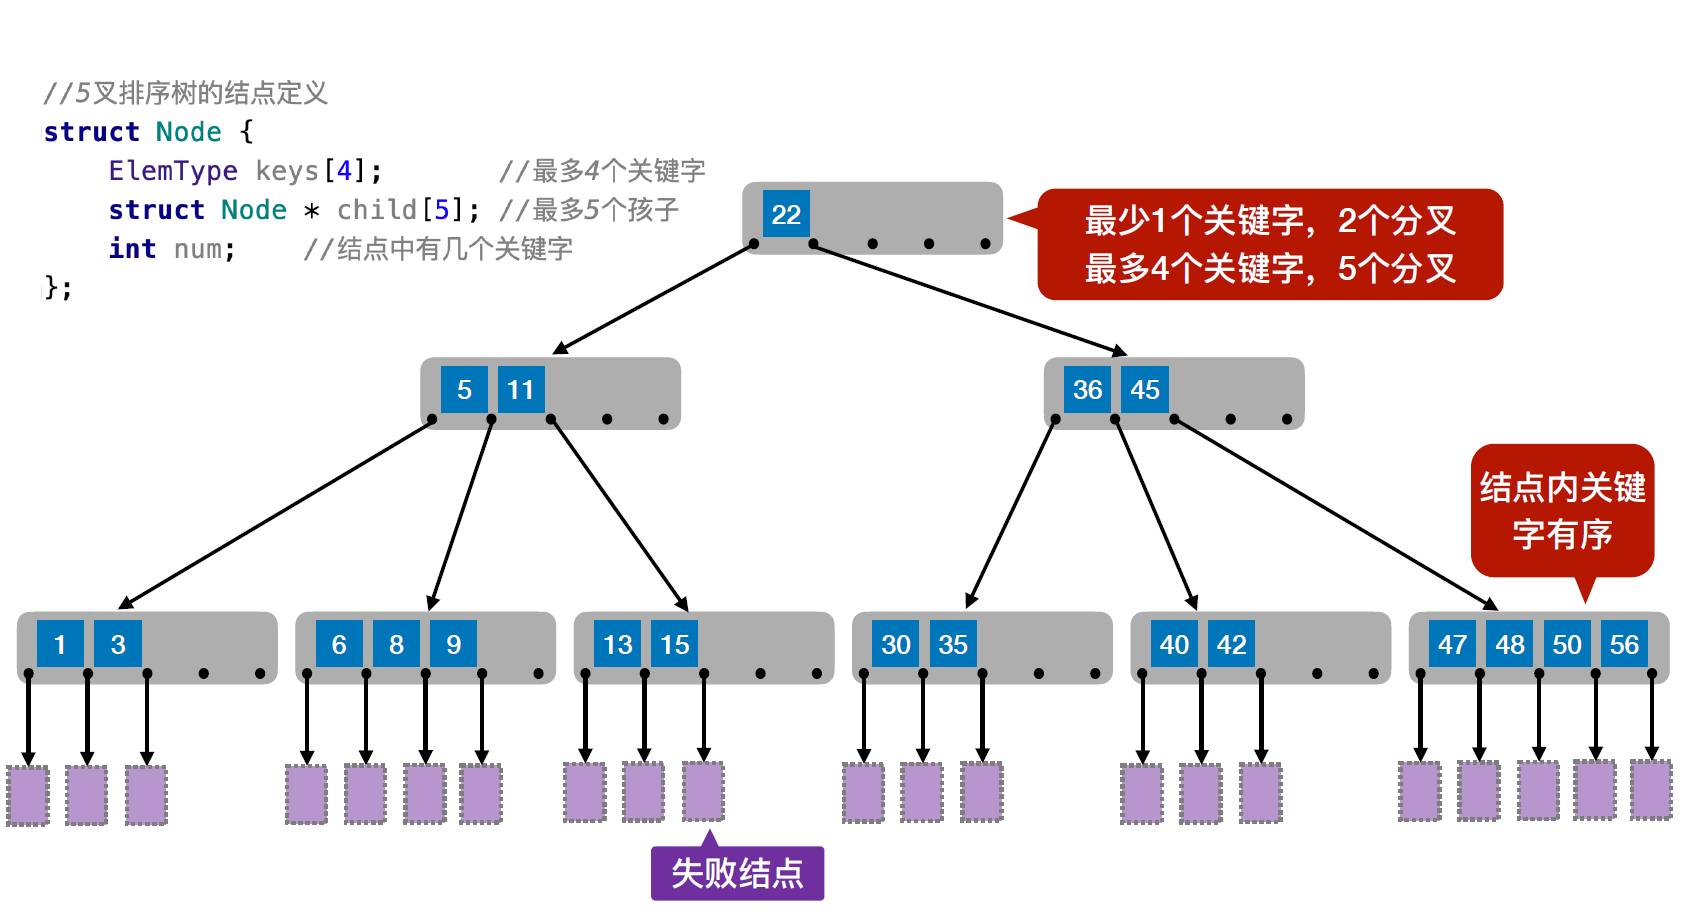 //5叉排序树的结点定义
struct Node {
    ElemType keys[4];       //最多4个关键字
    struct Node * child[5]; //最多5个孩子
    int num;    //结点中有几个关键字
};
22
最少1个关键字，2个分叉
最多4个关键字，5个分叉
5 11
36 45
结点内关键
字有序
1 3
6 8 9
13 15
30 35
40 42
47 48 50 56
失败结点